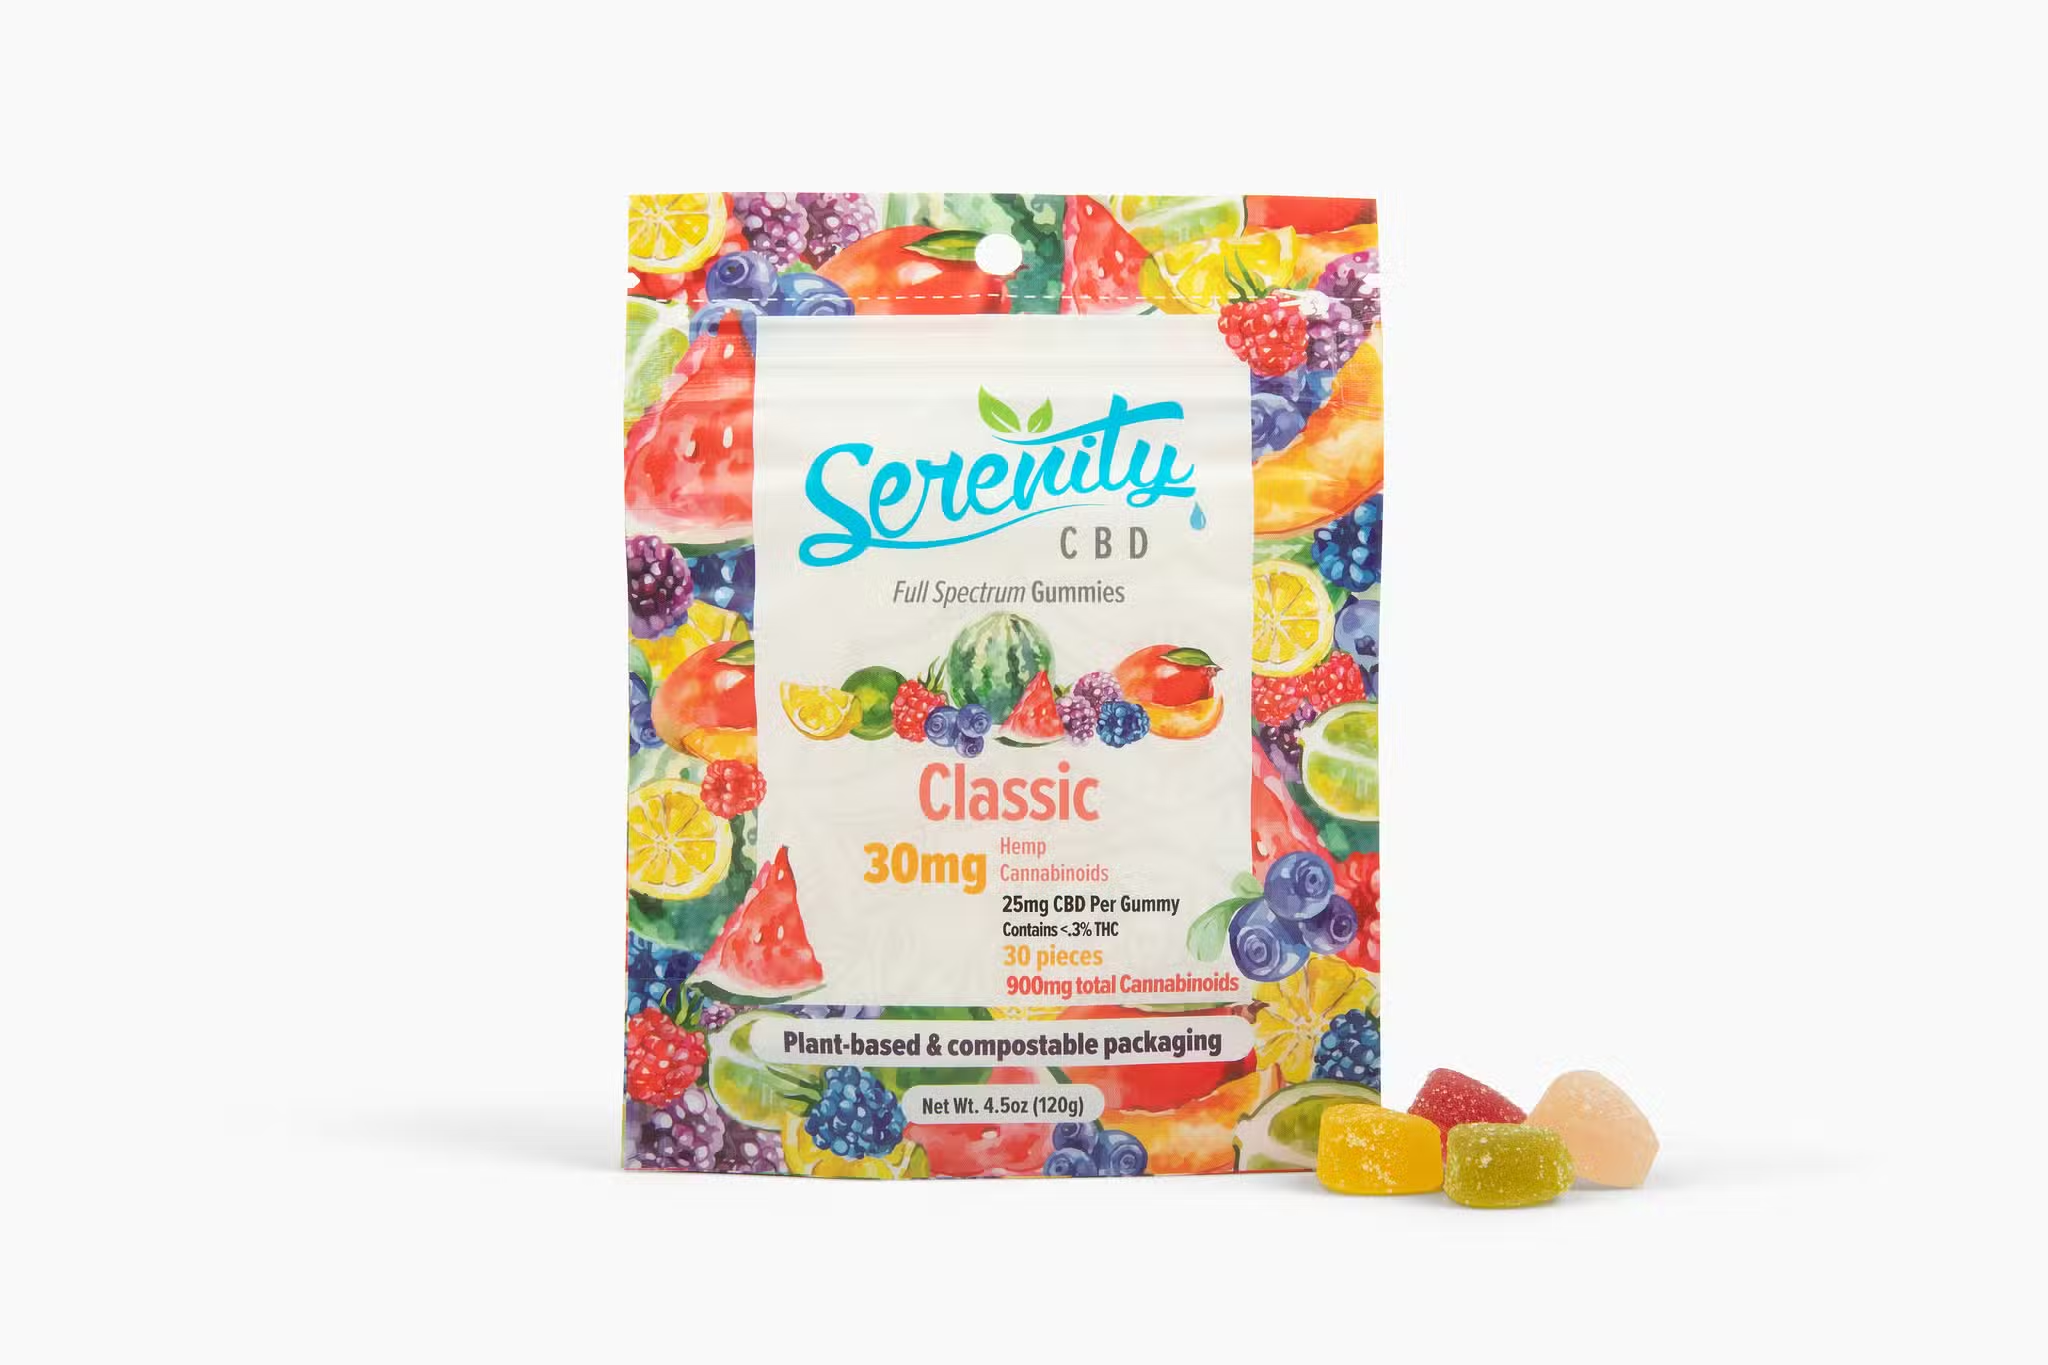 Serenity
CBD
Full Spectrum Gummies
Classic
30mg Hemp
Cannabinoids
25mg CBD Per Gummy
Contains <.3% THC
30 pieces
900mg total Cannabinoids
Plant-based & compostable packaging
Net Wt. 4.5oz (120g)